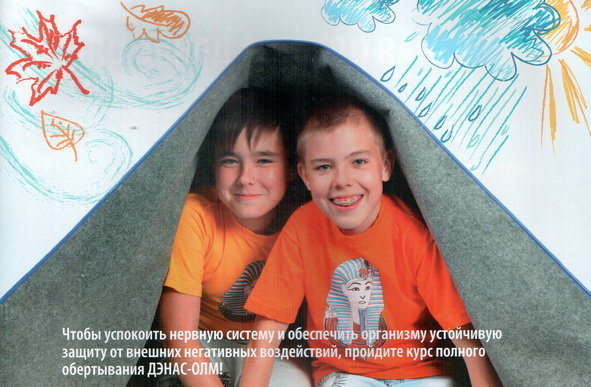 Чтобы успокоить нервную систему и обеспечить организму устойчивую
защиту от внешних негативных воздействий, пройдите курс полного
обертывания ДЭНАС-ОЛМ!